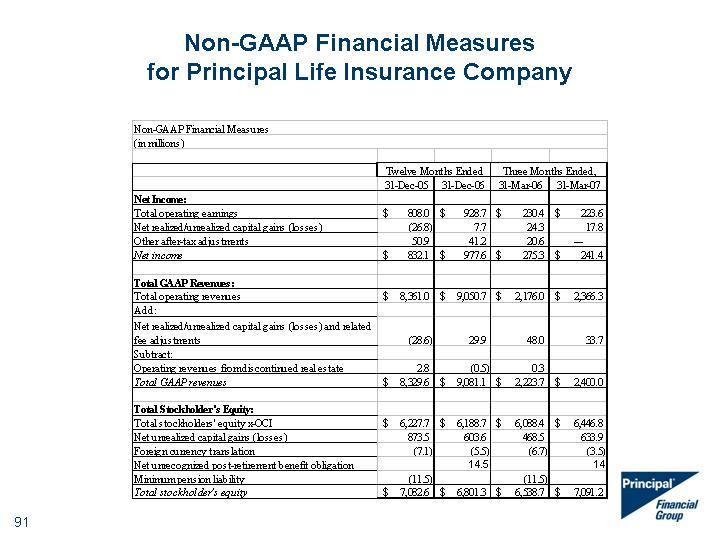 Non-GAAP Financial Measures
for Principal Life Insurance Company
Non-GAAP Financial Measures
(in millions)
Twelve Months Ended Three Months Ended,
31-Dec-05 31-Dec-06 31-Mar-06 31-Mar-07
Net Income:
Total operating earnings $ 808.0 $ 928.7 $ 230.4 $ 223.6
Net realized/unrealized capital gains (losses) (26.8) 7.7 24.3 17.8
Other after-tax adjustments 50.9 41.2 20.6 —
Net income $ 832.1 $ 977.6 $ 275.3 $ 241.4
Total GAAP Revenues:
Total operating revenues $ 8,361.0 $ 9,050.7 $ 2,176.0 $ 2,366.3
Add:
Net realized/unrealized capital gains (losses) and related
fee adjustments (28.6) 29.9 48.0 33.7
Subtract:
Operating revenues from discontinued real estate 2.8 (0.5) 0.3
Total GAAP revenues $ 8,329.6 $ 9,081.1 $ 2,223.7 $ 2,400.0
Total Stockholder's Equity:
Total stockholders' equity x-OCI $ 6,227.7 $ 6,188.7 $ 6,088.4 $ 6,446.8
Net unrealized capital gains (losses) 873.5 603.6 468.5 633.9
Foreign currency translation (7.1) (5.5) (6.7) (3.5)
Net unrecognized post-retirement benefit obligation 14.5 14
Minimum pension liability (11.5) (11.5)
Total stockholder's equity $ 7,082.6 $ 6,801.3 $ 6,538.7 $ 7,091.2
Principal
Financial
Group
91